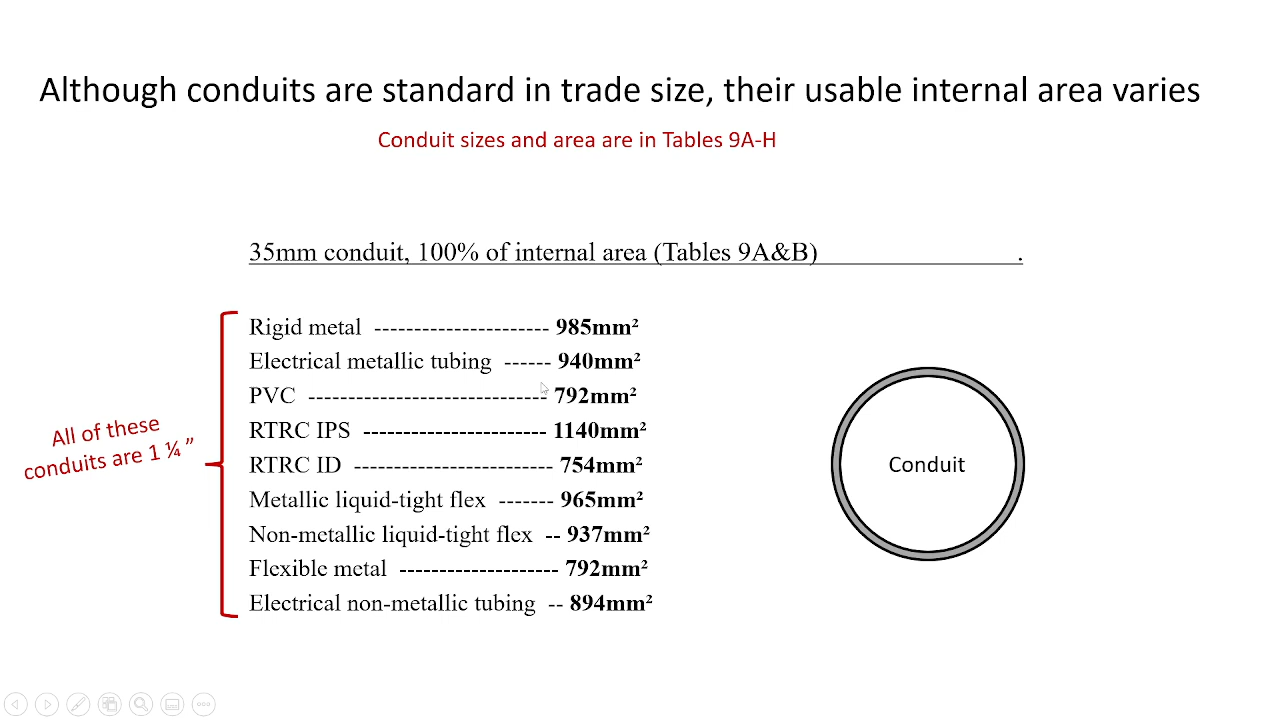 Although conduits are standard in trade size, their usable internal area varies
Conduit sizes and area are in Tables 9A-H
35mm conduit, 100% of internal area (Tables 9A&B) .
Rigid metal ---------------------- 985mm²
Electrical metallic tubing ------ 940mm²
PVC ------------------------------ 792mm²
RTRC IPS ----------------------- 1140mm²
RTRC ID ------------------------- 754mm²
Metallic liquid-tight flex ------- 965mm²
Non-metallic liquid-tight flex -- 937mm²
Flexible metal -------------------- 792mm²
Electrical non-metallic tubing -- 894mm²
All of these
conduits are 1 ¼ ”
Conduit